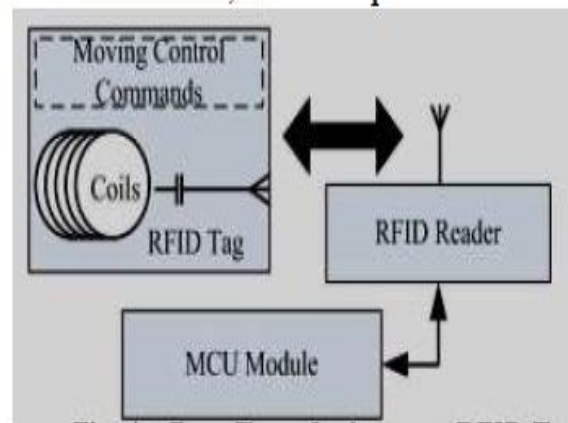 Moving Control
Commands
Coils
RFID Tag
RFID Reader
MCU Module